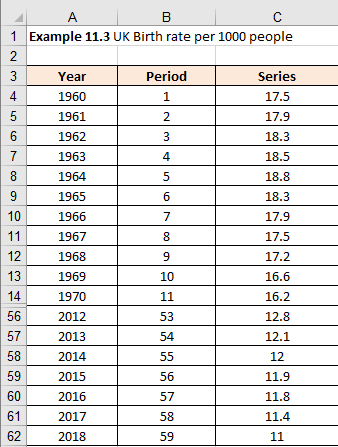 A B C
1 Example 11.3 UK Birth rate per 1000 people
2
3 Year Period Series
4 1960 1 17.5
5 1961 2 17.9
6 1962 3 18.3
7 1963 4 18.5
8 1964 5 18.8
9 1965 6 18.3
10 1966 7 17.9
11 1967 8 17.5
12 1968 9 17.2
13 1969 10 16.6
14 1970 11 16.2
56 2012 53 12.8
57 2013 54 12.1
58 2014 55 12
59 2015 56 11.9
60 2016 57 11.8
61 2017 58 11.4
62 2018 59 11